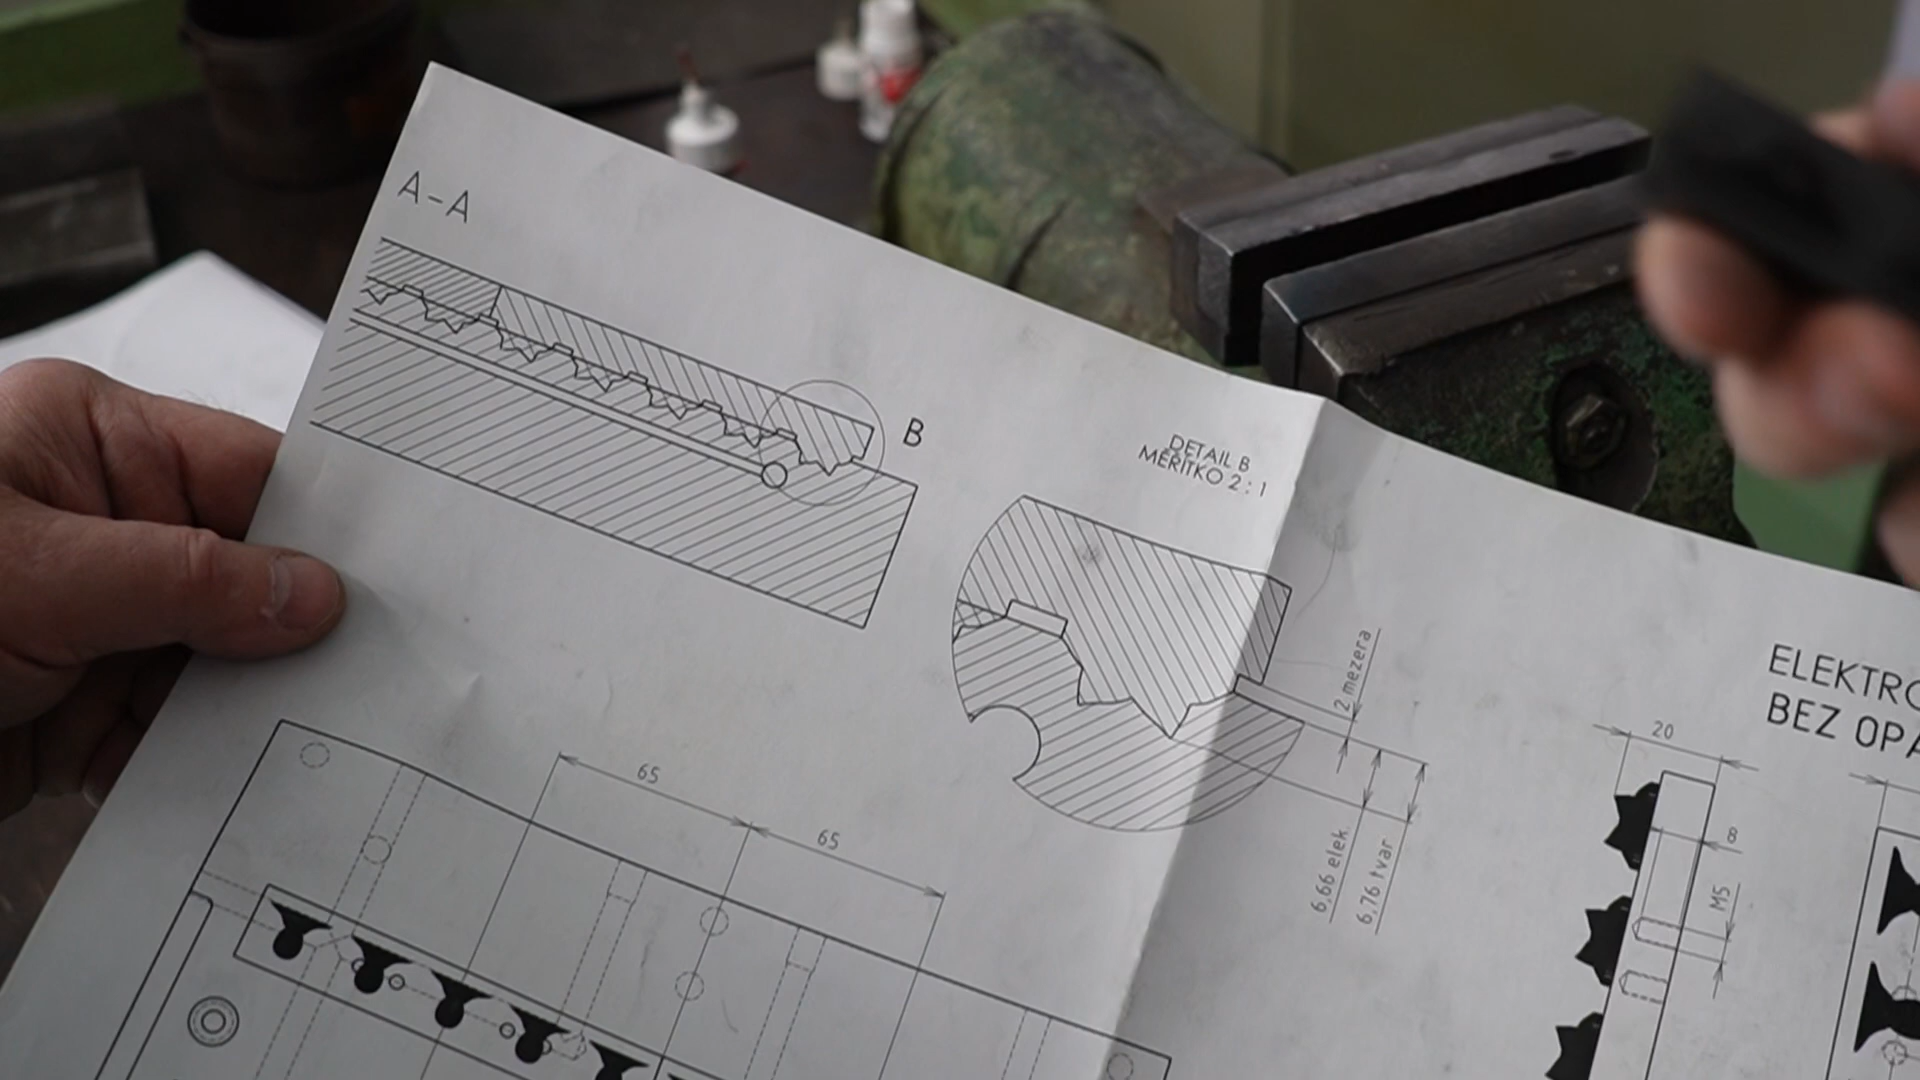 A-A
B
DETAIL B
MĚŘÍTKO 2 : 1
2 mezera
6,66 elek.
6,76 tvar
65
65
20
8
M5
ELEKTRO
BEZ OPA